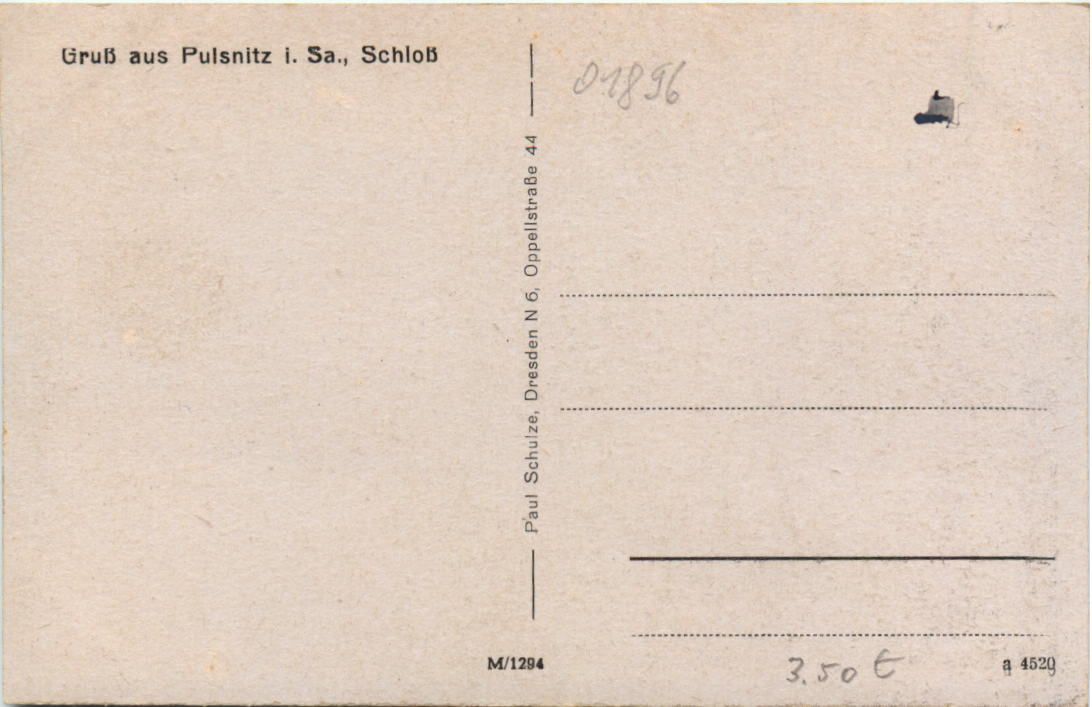 Gruß aus Pulsnitz i. Sa., Schloß
01896
Paul Schulze, Dresden N 6, Oppellstraße 44
M/1294
3.50 €
a 4520